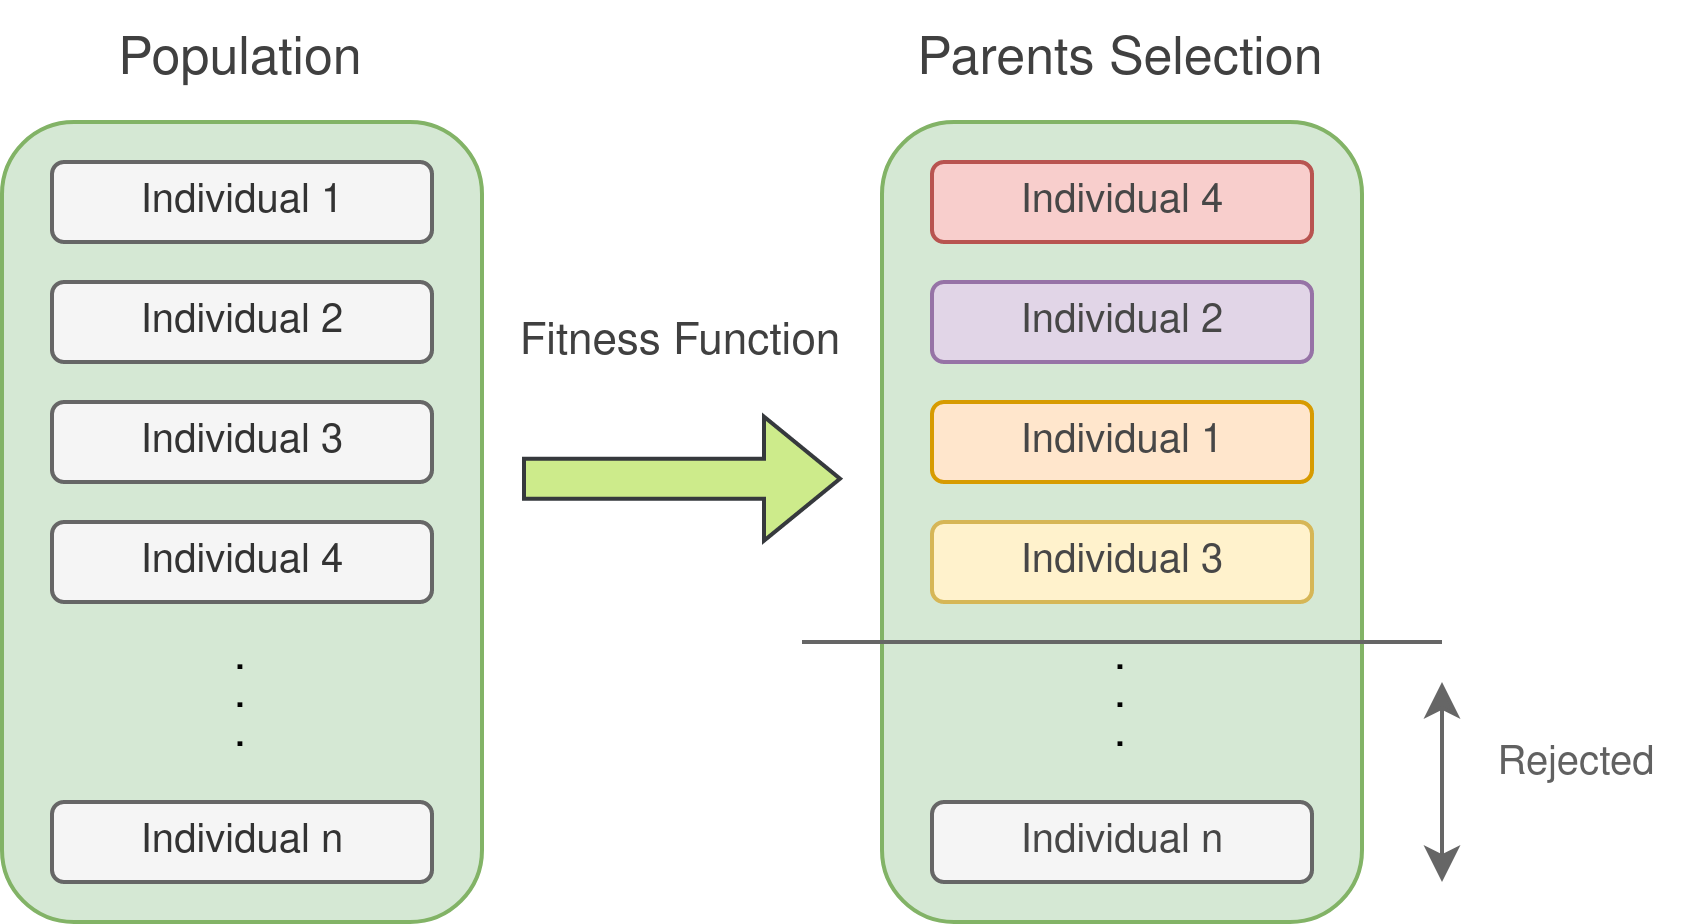 Population
Individual 1
Individual 2
Individual 3
Individual 4
.
.
.
Individual n
Fitness Function
Parents Selection
Individual 4
Individual 2
Individual 1
Individual 3
.
.
.
Individual n
Rejected